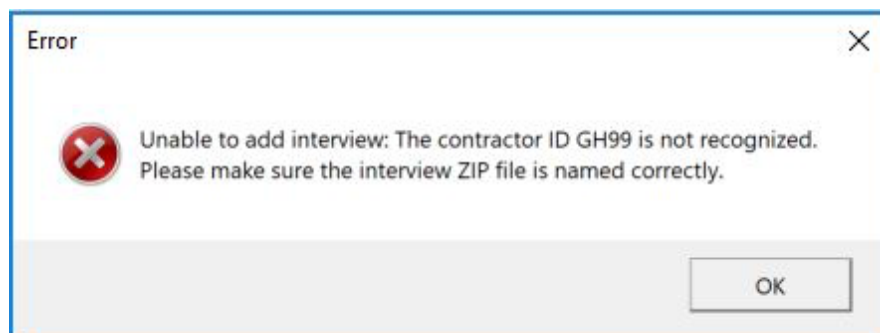 Error
Unable to add interview: The contractor ID GH99 is not recognized.
Please make sure the interview ZIP file is named correctly.
OK